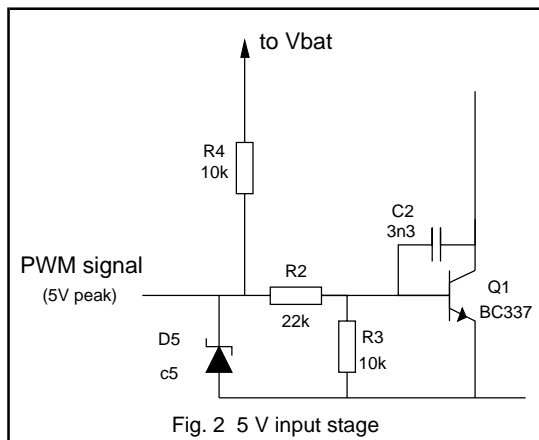 to Vbat
R4
10k
C2
3n3
PWM signal
(5V peak)
R2
22k
Q1
BC337
D5
c5
R3
10k
Fig. 2 5 V input stage